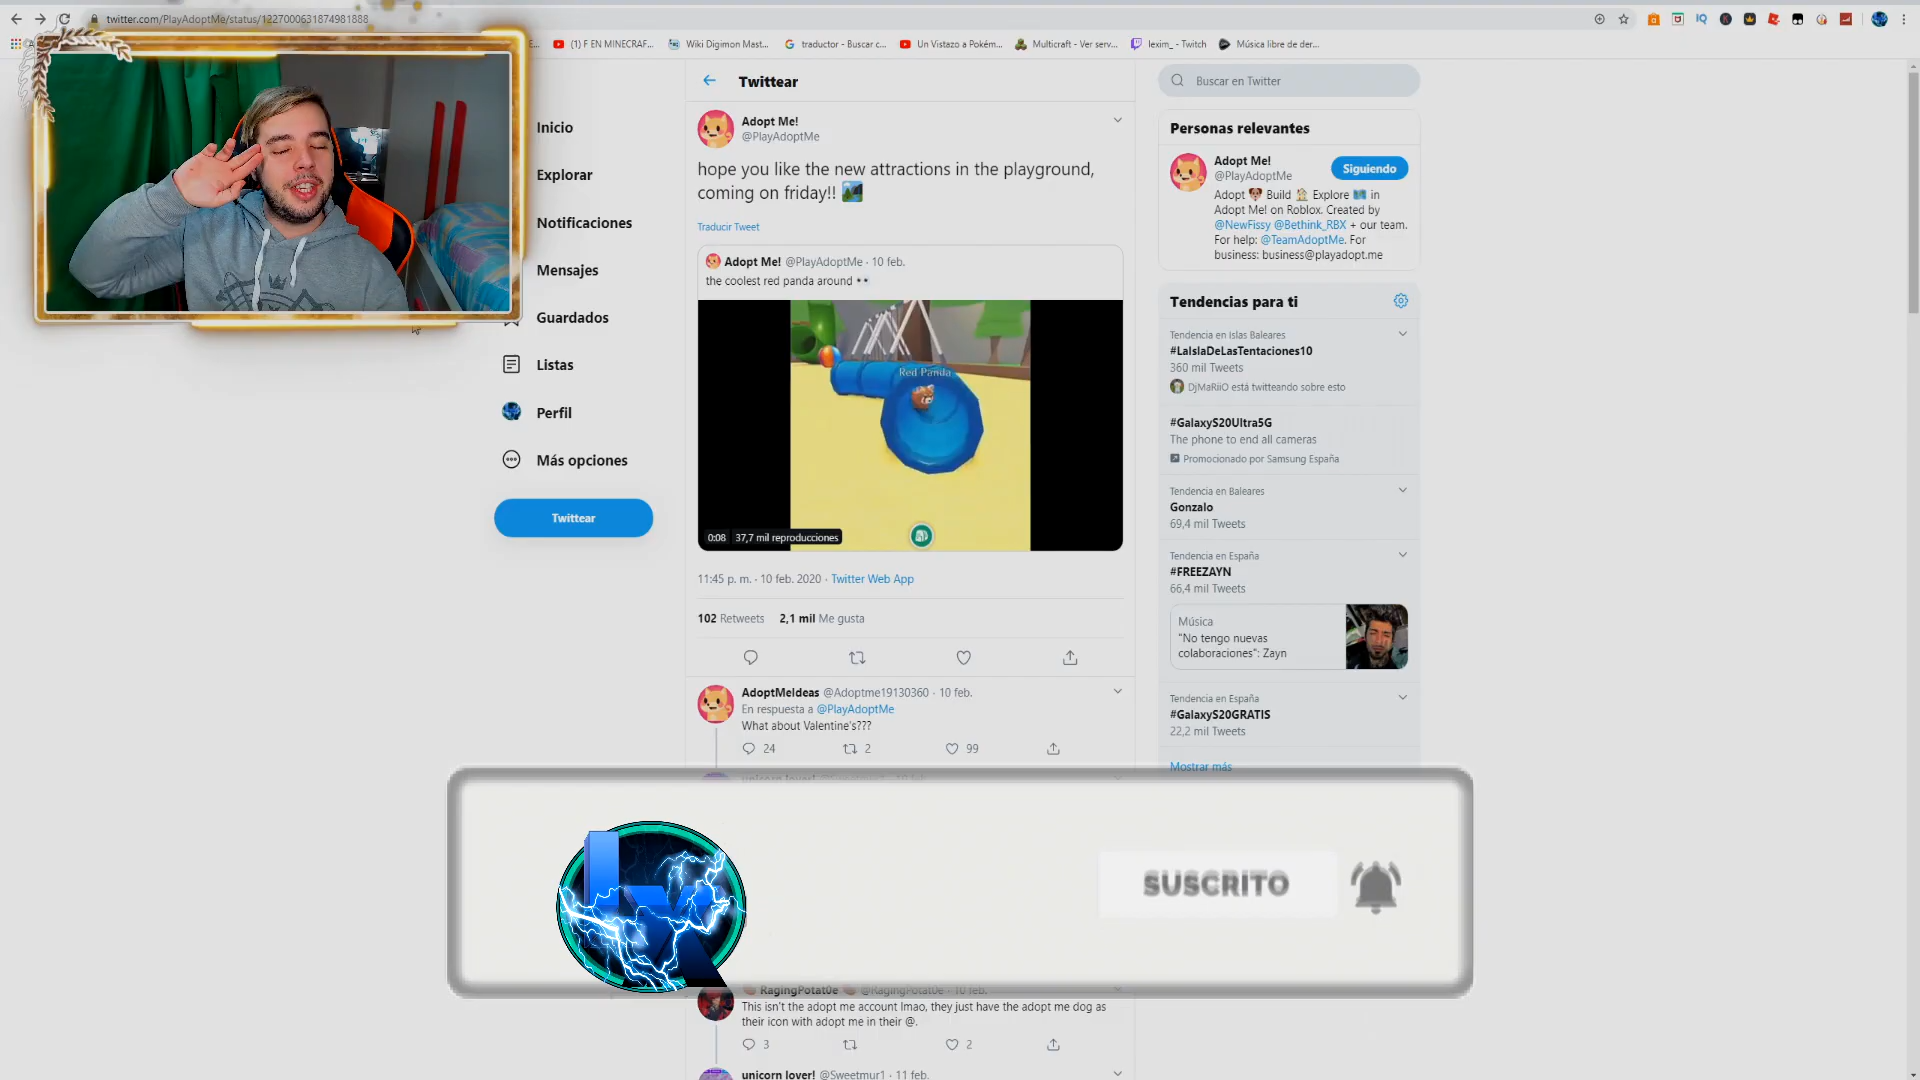 twitter.com/PlayAdoptMe/status/1227000631874981888
(1) F EN MINECRAF...
Wiki Digimon Mast...
traductor - Buscar c...
Un Vistazo a Pokém...
Multicraft - Ver serv...
lexim_ - Twitch
Música libre de der...
Inicio
Explorar
Notificaciones
Mensajes
Guardados
Listas
Perfil
Más opciones
Twittear
Twittear
Adopt Me!
@PlayAdoptMe
hope you like the new attractions in the playground,
coming on friday!!
Traducir Tweet
Adopt Me! @PlayAdoptMe · 10 feb.
the coolest red panda around
Red Panda
0:08 37,7 mil reproducciones
11:45 p. m. · 10 feb. 2020 · Twitter Web App
102 Retweets 2,1 mil Me gusta
AdoptMeIdeas @Adoptme19130360 · 10 feb.
En respuesta a @PlayAdoptMe
What about Valentine's???
24 2 99
RagingPotat0e @RagingPotat0e · 10 feb.
This isn't the adopt me account lmao, they just have the adopt me dog as
their icon with adopt me in their @.
3 2
unicorn lover! @Sweetmur1 · 11 feb.
Buscar en Twitter
Personas relevantes
Adopt Me!
@PlayAdoptMe
Siguiendo
Adopt Build Explore in
Adopt Me! on Roblox. Created by
@NewFissy @Bethink_RBX + our team.
For help: @TeamAdoptMe. For
business: business@playadopt.me
Tendencias para ti
Tendencia en Islas Baleares
#LaIslaDeLasTentaciones10
360 mil Tweets
DjMaRiiO está twitteando sobre esto
#GalaxyS20Ultra5G
The phone to end all cameras
Promocionado por Samsung España
Tendencia en Baleares
Gonzalo
69,4 mil Tweets
Tendencia en España
#FREEZAYN
66,4 mil Tweets
Música
"No tengo nuevas
colaboraciones": Zayn
Tendencia en España
#GalaxyS20GRATIS
22,2 mil Tweets
Mostrar más
SUSCRITO